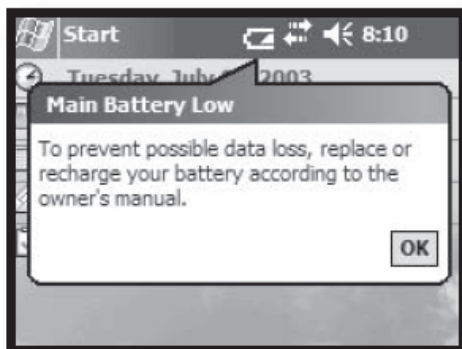 Start 8:10
Tuesday, July 2003
Main Battery Low
To prevent possible data loss, replace or
recharge your battery according to the
owner's manual.
OK